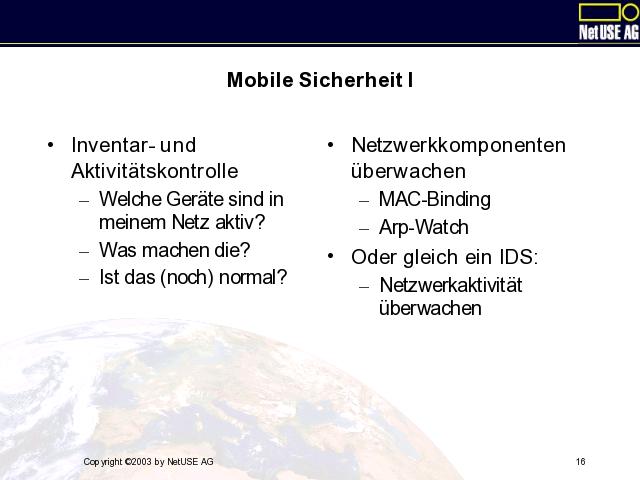 NetUSE AG
Mobile Sicherheit I
• Inventar- und
Aktivitätskontrolle
– Welche Geräte sind in
meinem Netz aktiv?
– Was machen die?
– Ist das (noch) normal?
• Netzwerkkomponenten
überwachen
– MAC-Binding
– Arp-Watch
• Oder gleich ein IDS:
– Netzwerkaktivität
überwachen
Copyright ©2003 by NetUSE AG
16